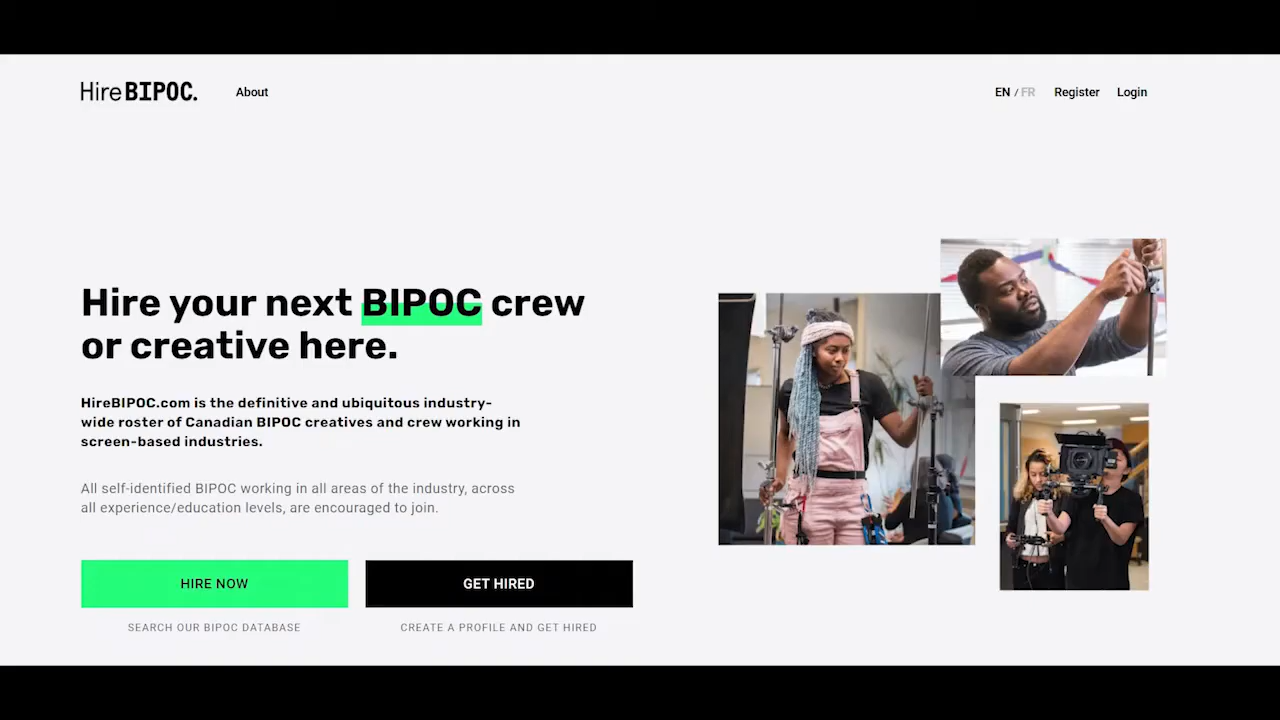 HireBIPOC.
About
EN / FR
Register
Login
Hire your next BIPOC crew
or creative here.
HireBIPOC.com is the definitive and ubiquitous industry-
wide roster of Canadian BIPOC creatives and crew working in
screen-based industries.
All self-identified BIPOC working in all areas of the industry, across
all experience/education levels, are encouraged to join.
HIRE NOW
GET HIRED
SEARCH OUR BIPOC DATABASE
CREATE A PROFILE AND GET HIRED